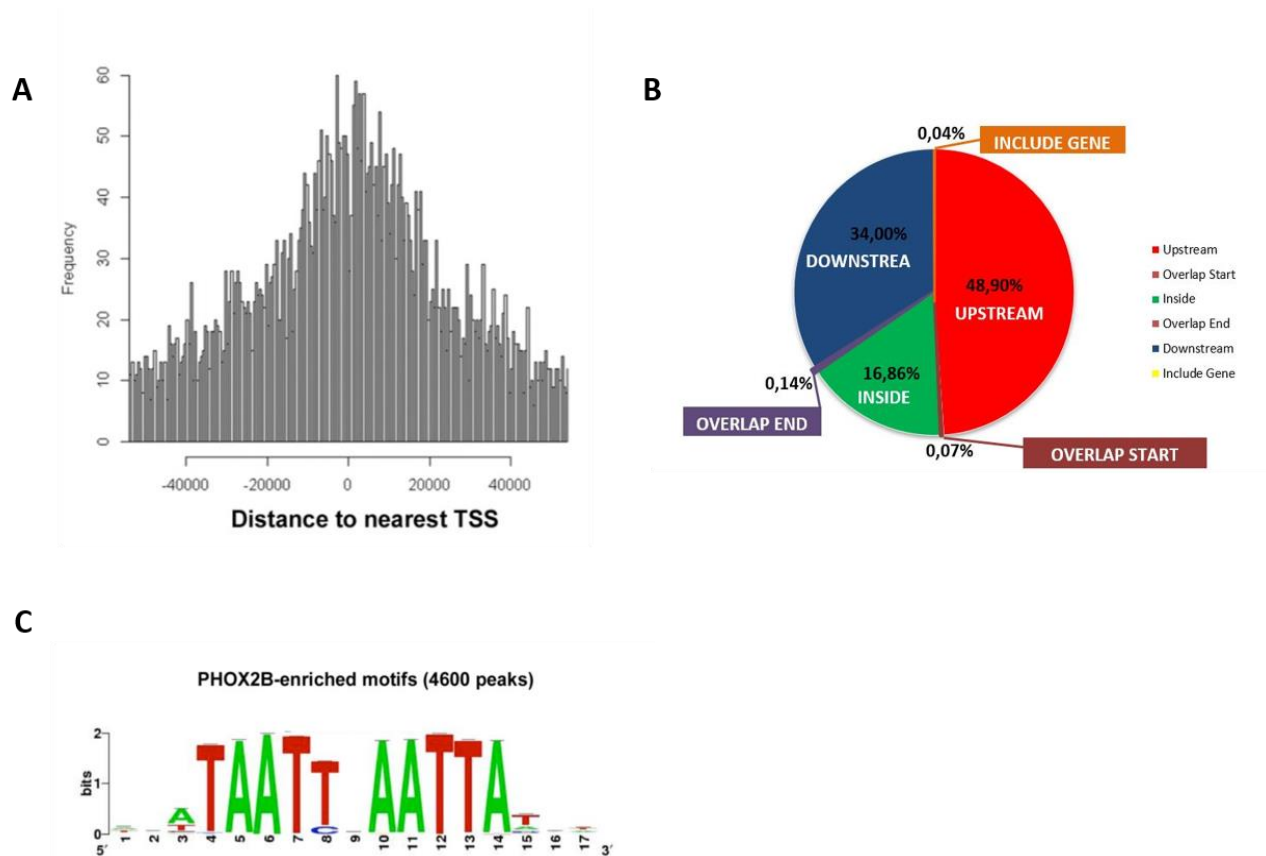 A
60
50
40
30
20
10
0
Frequency
-40000 -20000 0 20000 40000
Distance to nearest TSS
B
0,04%
INCLUDE GENE
34,00%
DOWNSTREA
48,90%
UPSTREAM
16,86%
INSIDE
0,14%
OVERLAP END
0,07%
OVERLAP START
Upstream
Overlap Start
Inside
Overlap End
Downstream
Include Gene
C
PHOX2B-enriched motifs (4600 peaks)
2
1
0
bits
A T A A T T A A T T A T
C
5′ 1 2 3 4 5 6 7 8 9 10 11 12 13 14 15 16 17 3′